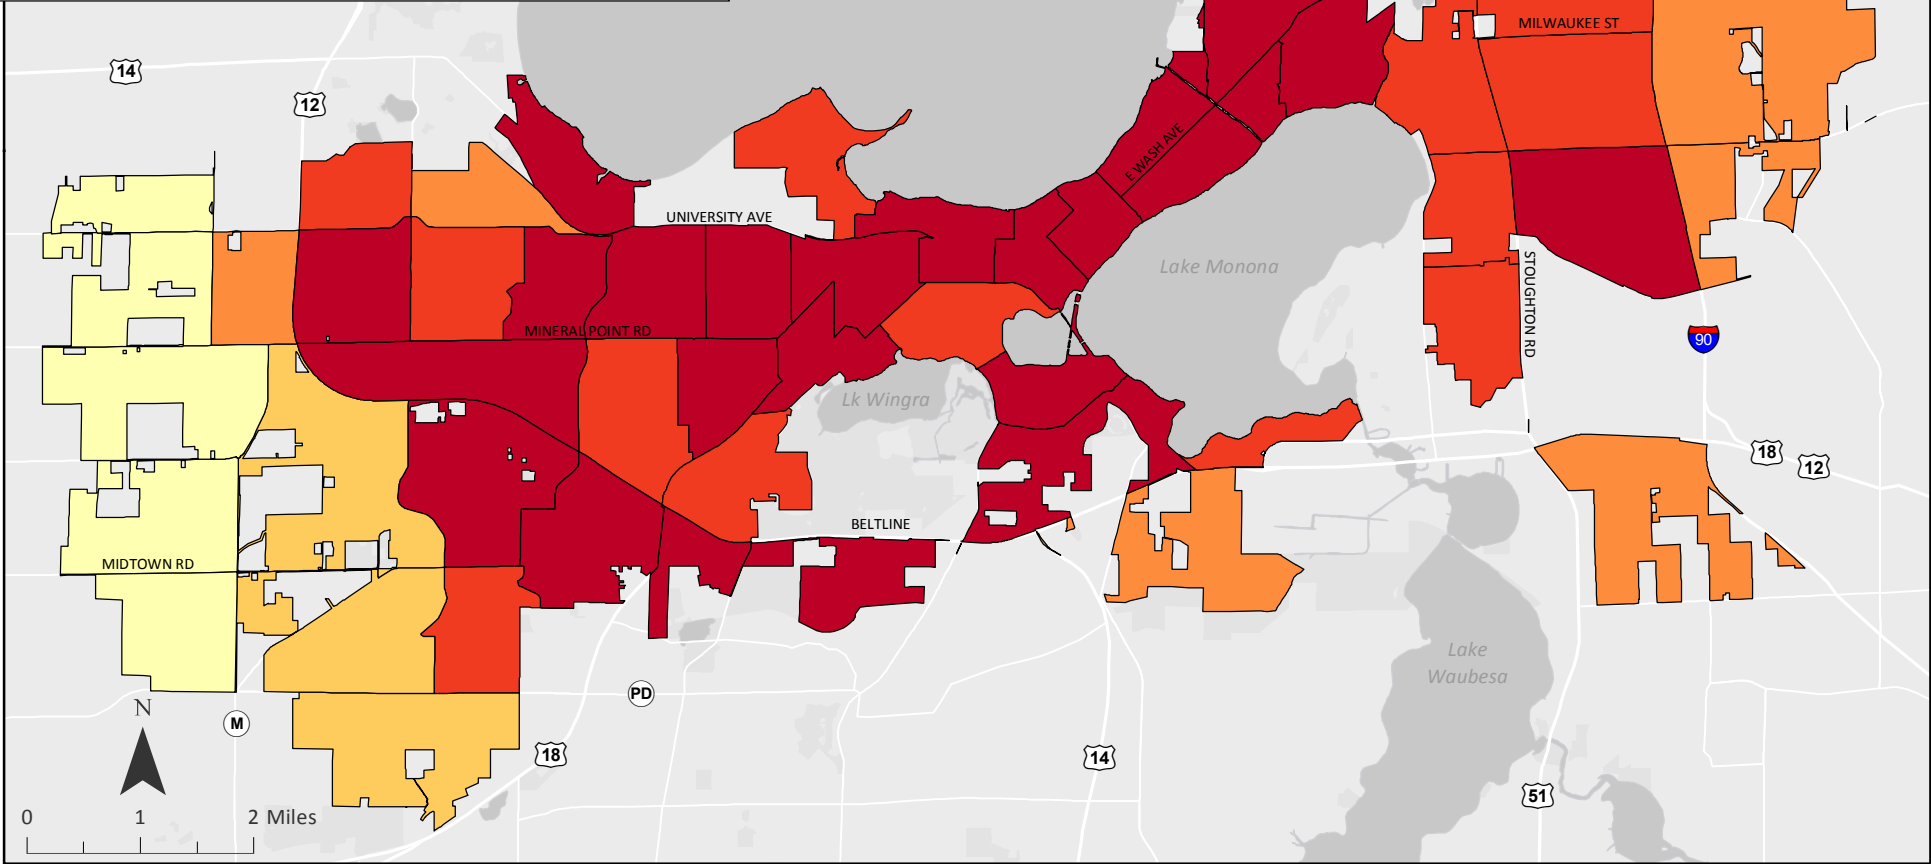 MILWAUKEE ST
14
12
E WASH AVE
UNIVERSITY AVE
Lake Monona
STOUGHTON RD
MINERAL POINT RD
90
Lk Wingra
18
12
BELTLINE
MIDTOWN RD
Lake
Waubesa
PD
N
M
18
14
51
0 1 2 Miles